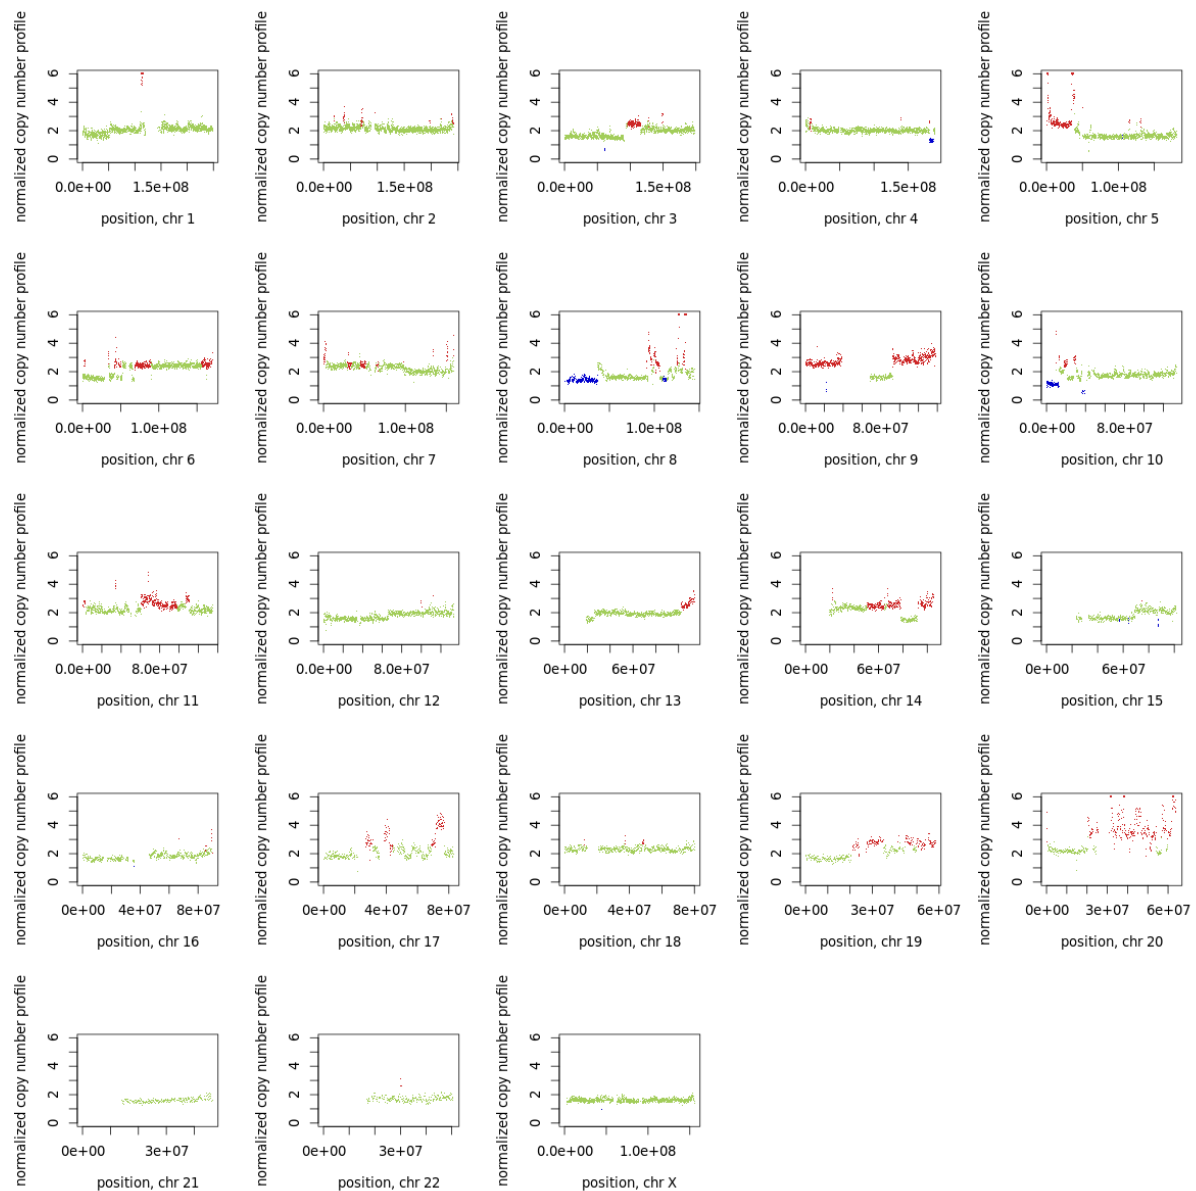 normalized copy number profile
0 2 4 6
0.0e+00 1.5e+08
position, chr 1
normalized copy number profile
0 2 4 6
0.0e+00 1.5e+08
position, chr 2
normalized copy number profile
0 2 4 6
0.0e+00 1.5e+08
position, chr 3
normalized copy number profile
0 2 4 6
0.0e+00 1.5e+08
position, chr 4
normalized copy number profile
0 2 4 6
0.0e+00 1.0e+08
position, chr 5
normalized copy number profile
0 2 4 6
0.0e+00 1.0e+08
position, chr 6
normalized copy number profile
0 2 4 6
0.0e+00 1.0e+08
position, chr 7
normalized copy number profile
0 2 4 6
0.0e+00 1.0e+08
position, chr 8
normalized copy number profile
0 2 4 6
0.0e+00 8.0e+07
position, chr 9
normalized copy number profile
0 2 4 6
0.0e+00 8.0e+07
position, chr 10
normalized copy number profile
0 2 4 6
0.0e+00 8.0e+07
position, chr 11
normalized copy number profile
0 2 4 6
0.0e+00 8.0e+07
position, chr 12
normalized copy number profile
0 2 4 6
0e+00 6e+07
position, chr 13
normalized copy number profile
0 2 4 6
0e+00 6e+07
position, chr 14
normalized copy number profile
0 2 4 6
0e+00 6e+07
position, chr 15
normalized copy number profile
0 2 4 6
0e+00 4e+07 8e+07
position, chr 16
normalized copy number profile
0 2 4 6
0e+00 4e+07 8e+07
position, chr 17
normalized copy number profile
0 2 4 6
0e+00 4e+07 8e+07
position, chr 18
normalized copy number profile
0 2 4 6
0e+00 3e+07 6e+07
position, chr 19
normalized copy number profile
0 2 4 6
0e+00 3e+07 6e+07
position, chr 20
normalized copy number profile
0 2 4 6
0e+00 3e+07
position, chr 21
normalized copy number profile
0 2 4 6
0e+00 3e+07
position, chr 22
normalized copy number profile
0 2 4 6
0.0e+00 1.0e+08
position, chr X